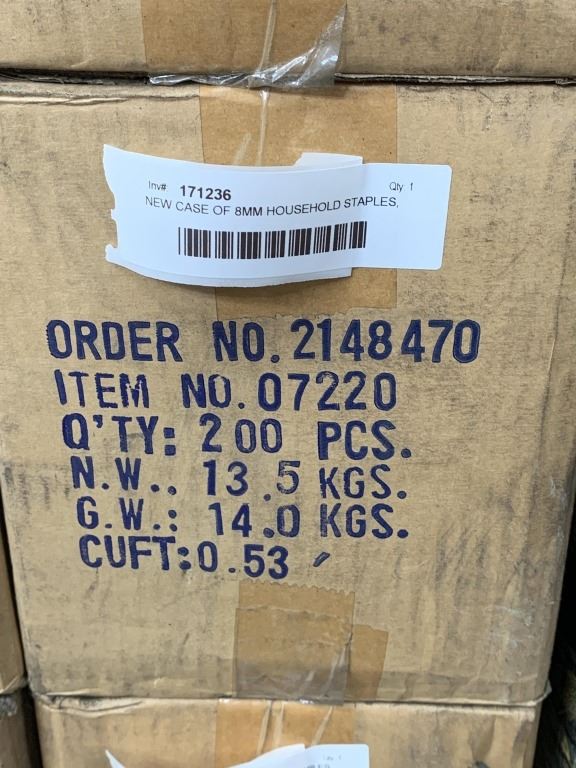 Inv# 171236 Qty 1
NEW CASE OF 8MM HOUSEHOLD STAPLES,
ORDER NO. 2148470
ITEM NO. 07220
Q'TY: 200 PCS.
N.W.. 13.5 KGS.
G.W.: 14.0 KGS.
CUFT: 0.53 ′